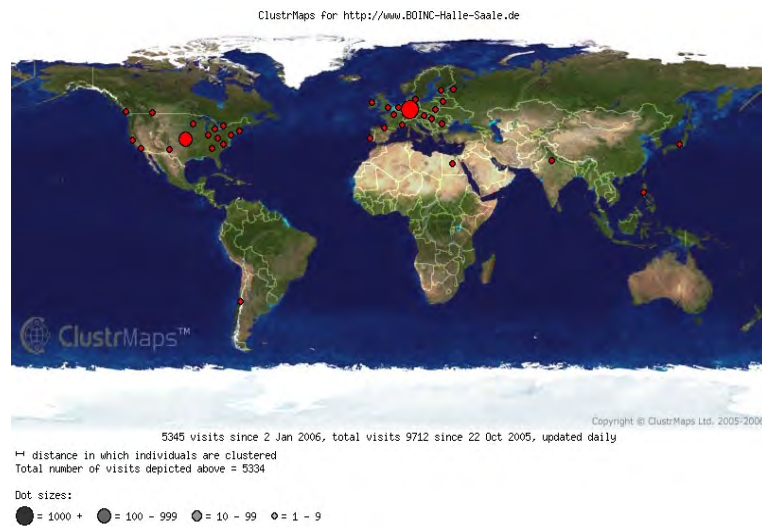 ClustrMaps for http://www.BOINC-Halle-Saale.de
ClustrMaps™
Copyright © ClustrMaps Ltd. 2005-2006
5345 visits since 2 Jan 2006, total visits 9712 since 22 Oct 2005, updated daily
distance in which individuals are clustered
Total number of visits depicted above = 5334
Dot sizes:
= 1000 + = 100 - 999 = 10 - 99 = 1 - 9